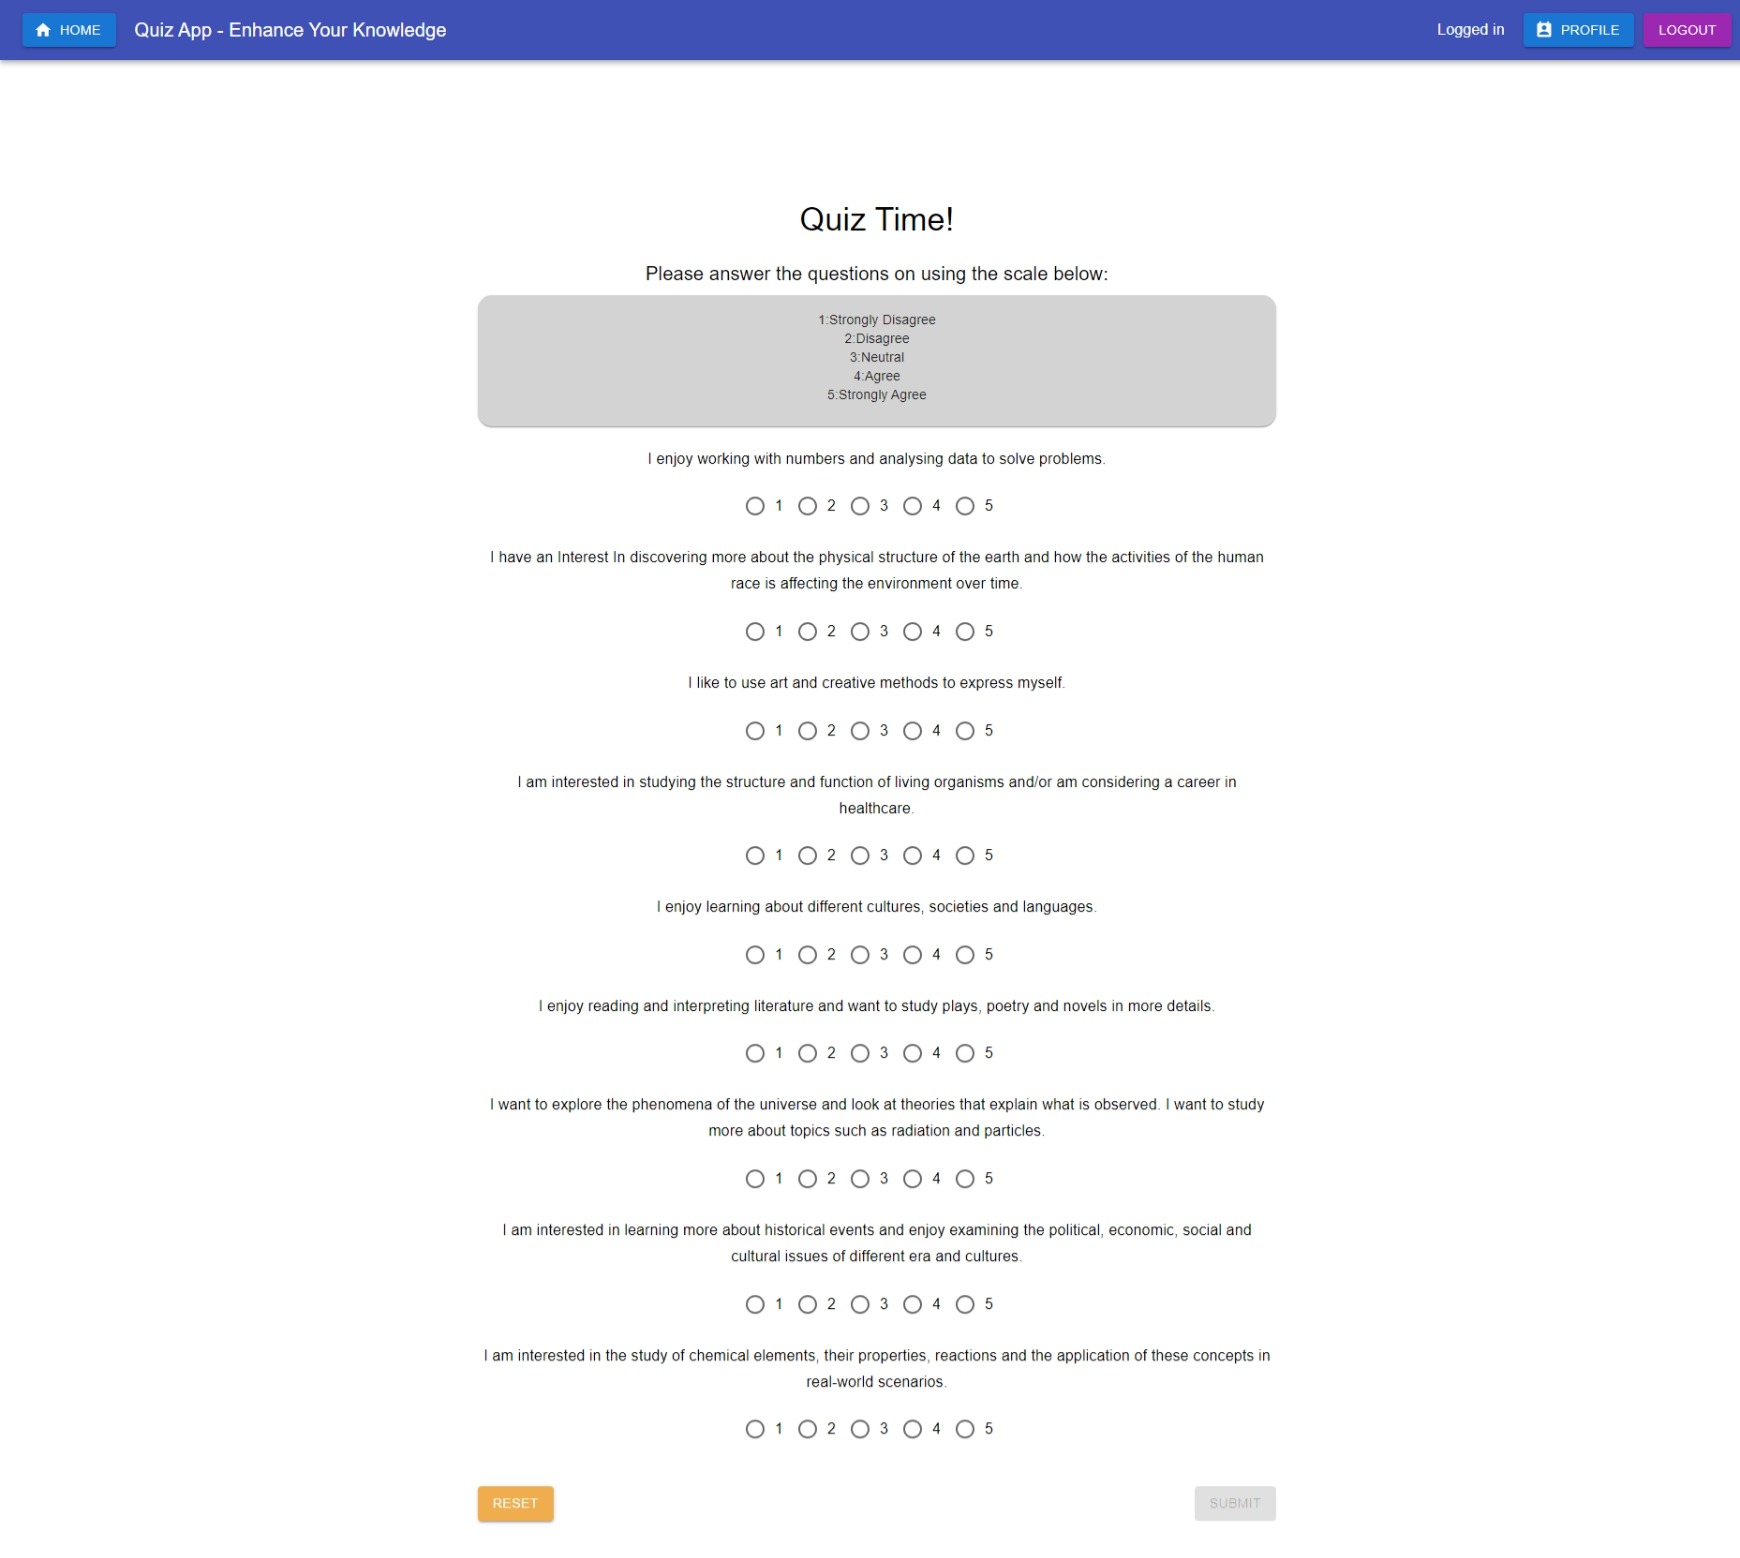 HOME
Quiz App - Enhance Your Knowledge
Logged in
PROFILE
LOGOUT
Quiz Time!
Please answer the questions on using the scale below:
1:Strongly Disagree
2:Disagree
3:Neutral
4:Agree
5:Strongly Agree
I enjoy working with numbers and analysing data to solve problems.
1 2 3 4 5
I have an Interest In discovering more about the physical structure of the earth and how the activities of the human
race is affecting the environment over time.
1 2 3 4 5
I like to use art and creative methods to express myself.
1 2 3 4 5
I am interested in studying the structure and function of living organisms and/or am considering a career in
healthcare.
1 2 3 4 5
I enjoy learning about different cultures, societies and languages.
1 2 3 4 5
I enjoy reading and interpreting literature and want to study plays, poetry and novels in more details.
1 2 3 4 5
I want to explore the phenomena of the universe and look at theories that explain what is observed. I want to study
more about topics such as radiation and particles.
1 2 3 4 5
I am interested in learning more about historical events and enjoy examining the political, economic, social and
cultural issues of different era and cultures.
1 2 3 4 5
I am interested in the study of chemical elements, their properties, reactions and the application of these concepts in
real-world scenarios.
1 2 3 4 5
RESET
SUBMIT